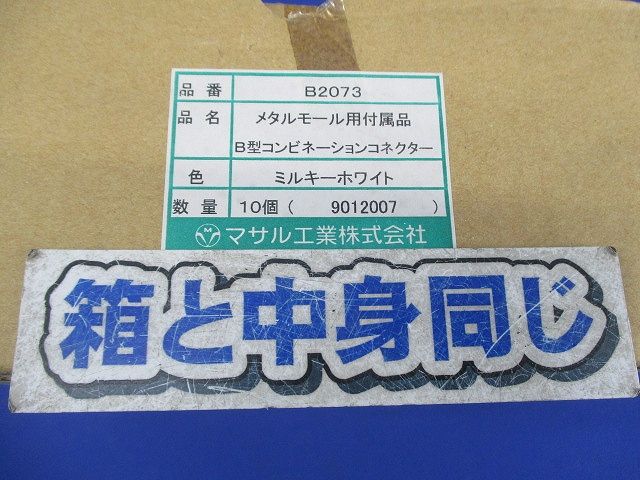 品番 B2073
品名 メタルモール用付属品
B型コンビネーションコネクター
色 ミルキーホワイト
数量 10個( 9012007 )
M マサル工業株式会社
箱と中身同じ